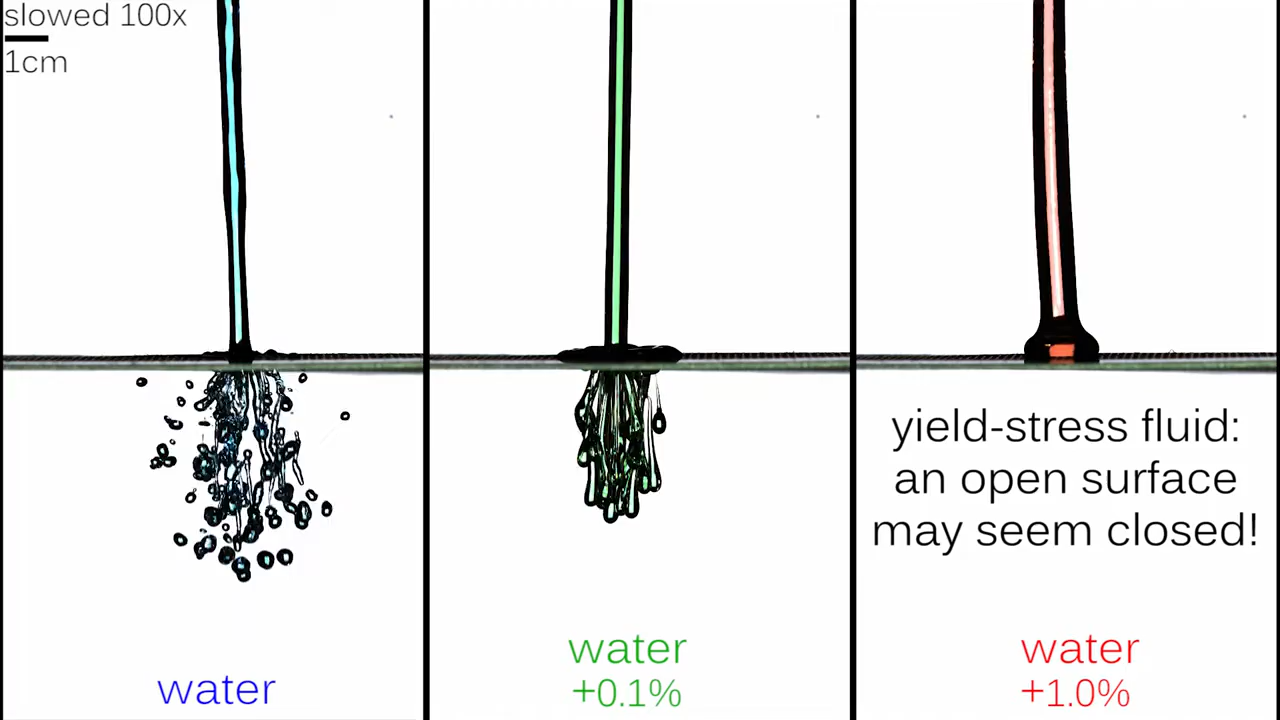 slowed 100x
1cm
water
water
+0.1%
yield-stress fluid:
an open surface
may seem closed!
water
+1.0%